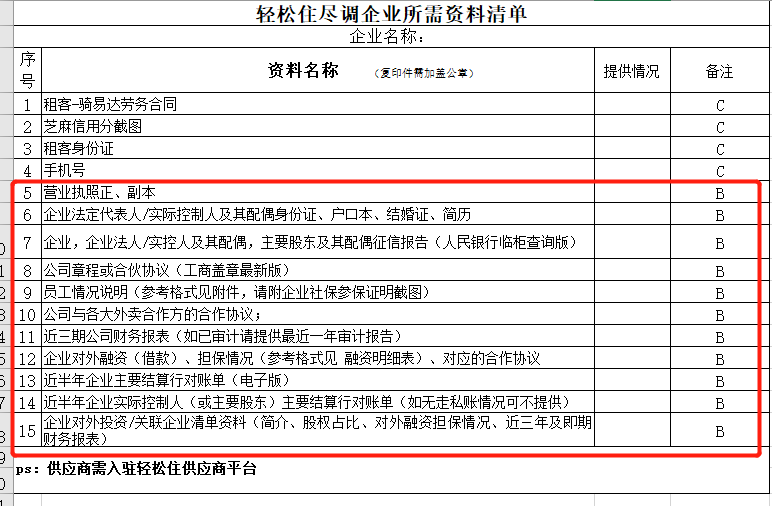 轻松住尽调企业所需资料清单
企业名称：
序号 资料名称 （复印件需加盖公章） 提供情况 备注
1 租客-骑易达劳务合同 C
2 芝麻信用分截图 C
3 租客身份证 C
4 手机号 C
5 营业执照正、副本 B
6 企业法定代表人/实际控制人及其配偶身份证、户口本、结婚证、简历 B
7 企业，企业法人/实控人及其配偶，主要股东及其配偶征信报告（人民银行临柜查询版） B
8 公司章程或合伙协议（工商盖章最新版） B
9 员工情况说明（参考格式见附件，请附企业社保参保证明截图） B
10 公司与各大外卖合作方的合作协议； B
11 近三期公司财务报表（如已审计请提供最近一年审计报告） B
12 企业对外融资（借款）、担保情况（参考格式见 融资明细表）、对应的合作协议 B
13 近半年企业主要结算行对账单（电子版） B
14 近半年企业实际控制人（或主要股东）主要结算行对账单（如无走私账情况可不提供） B
15 企业对外投资/关联企业清单资料（简介、股权占比、对外融资担保情况、近三年及即期
财务报表） B
ps：供应商需入驻轻松住供应商平台